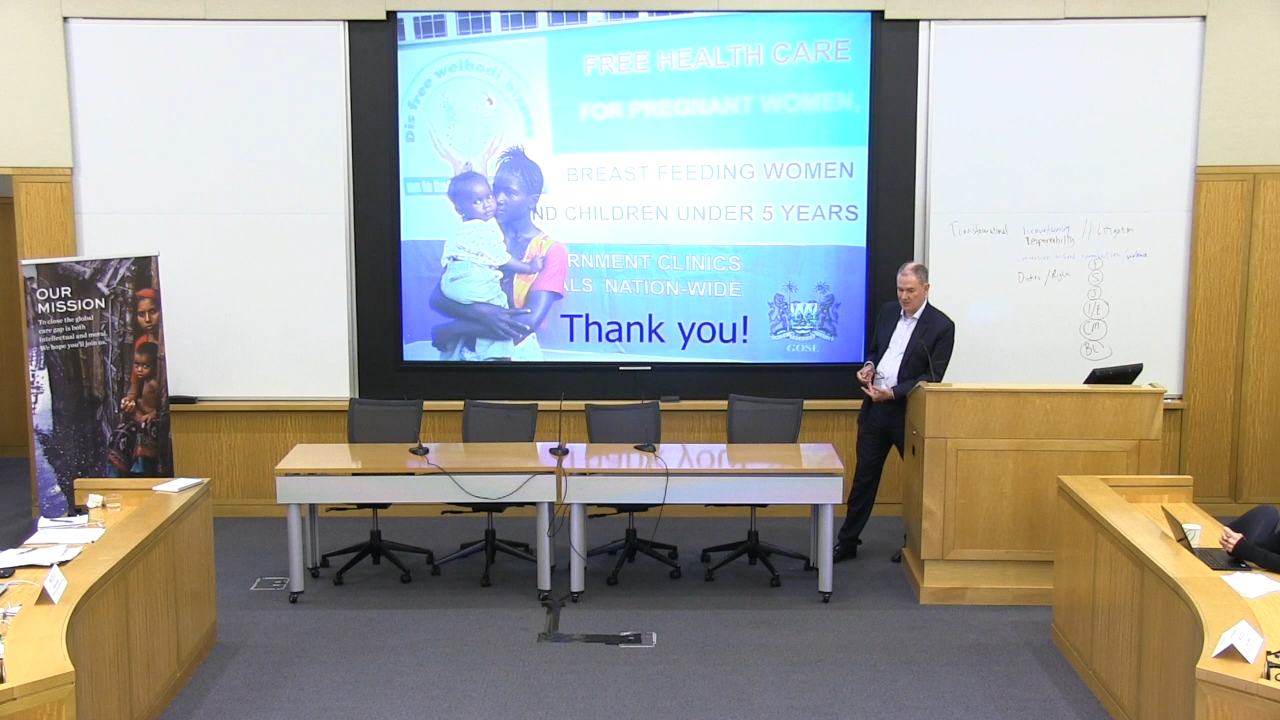 FREE HEALTH CARE
FOR PREGNANT WOMEN,
BREAST FEEDING WOMEN
ND CHILDREN UNDER 5 YEARS
RNMENT CLINICS
ALS NATION-WIDE
Thank you!
GOSL
Dis free welbodi
OUR
MISSION
To close the global
care gap is both
intellectual and moral.
We hope you'll join us.
Transformational
Responsibility
// Litigation
Duties / Rights
CM
BL